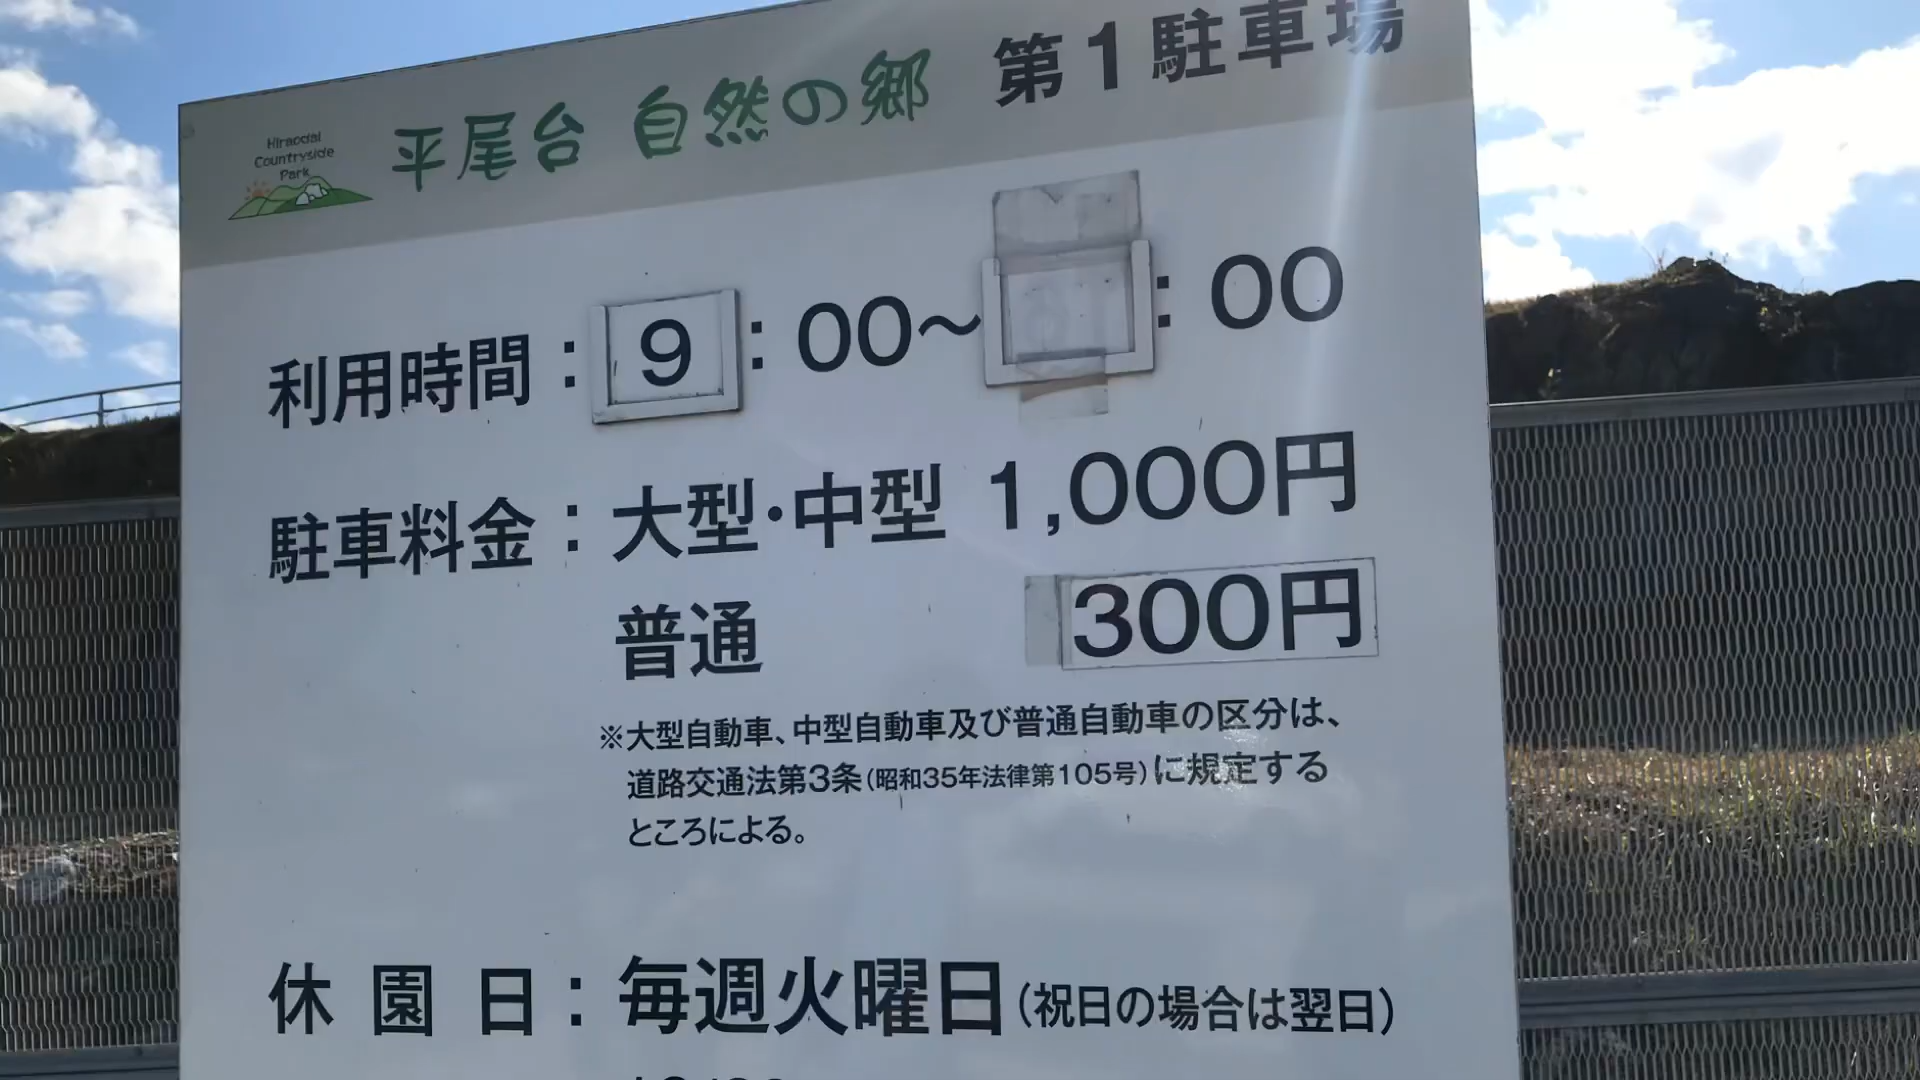 平尾台 自然の郷 第1駐車場
Hiraodai
Countryside
Park
利用時間：9：00～ ：00
駐車料金：大型・中型 1,000円
普通 300円
※大型自動車、中型自動車及び普通自動車の区分は、
道路交通法第3条（昭和35年法律第105号）に規定する
ところによる。
休園日：毎週火曜日（祝日の場合は翌日）